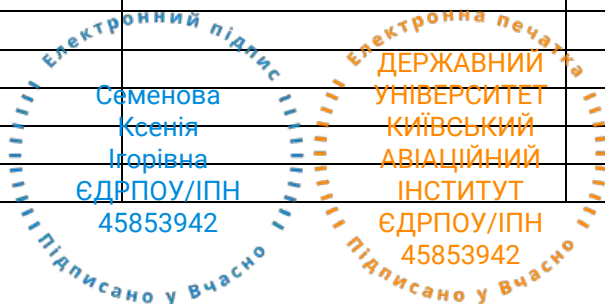 Електронний підпис
Семенова
Ксенія
Ігорівна
ЄДРПОУ/ІПН
45853942
Підписано у Вчасно
Електронна печатка
ДЕРЖАВНИЙ
УНІВЕРСИТЕТ
КИЇВСЬКИЙ
АВІАЦІЙНИЙ
ІНСТИТУТ
ЄДРПОУ/ІПН
45853942
Підписано у Вчасно